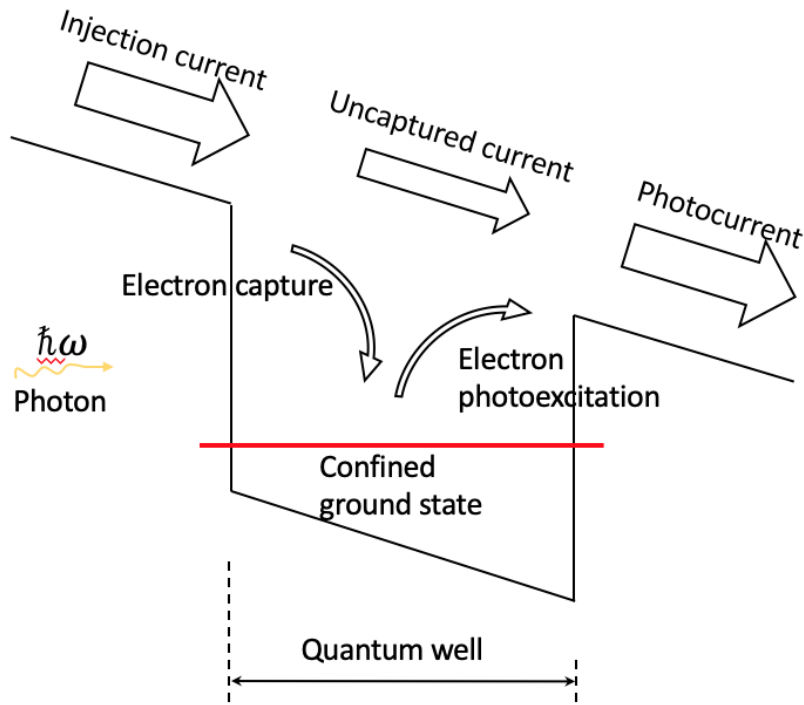 Injection current
Uncaptured current
Photocurrent
Electron capture
ℏω
Photon
Electron
photoexcitation
Confined
ground state
Quantum well